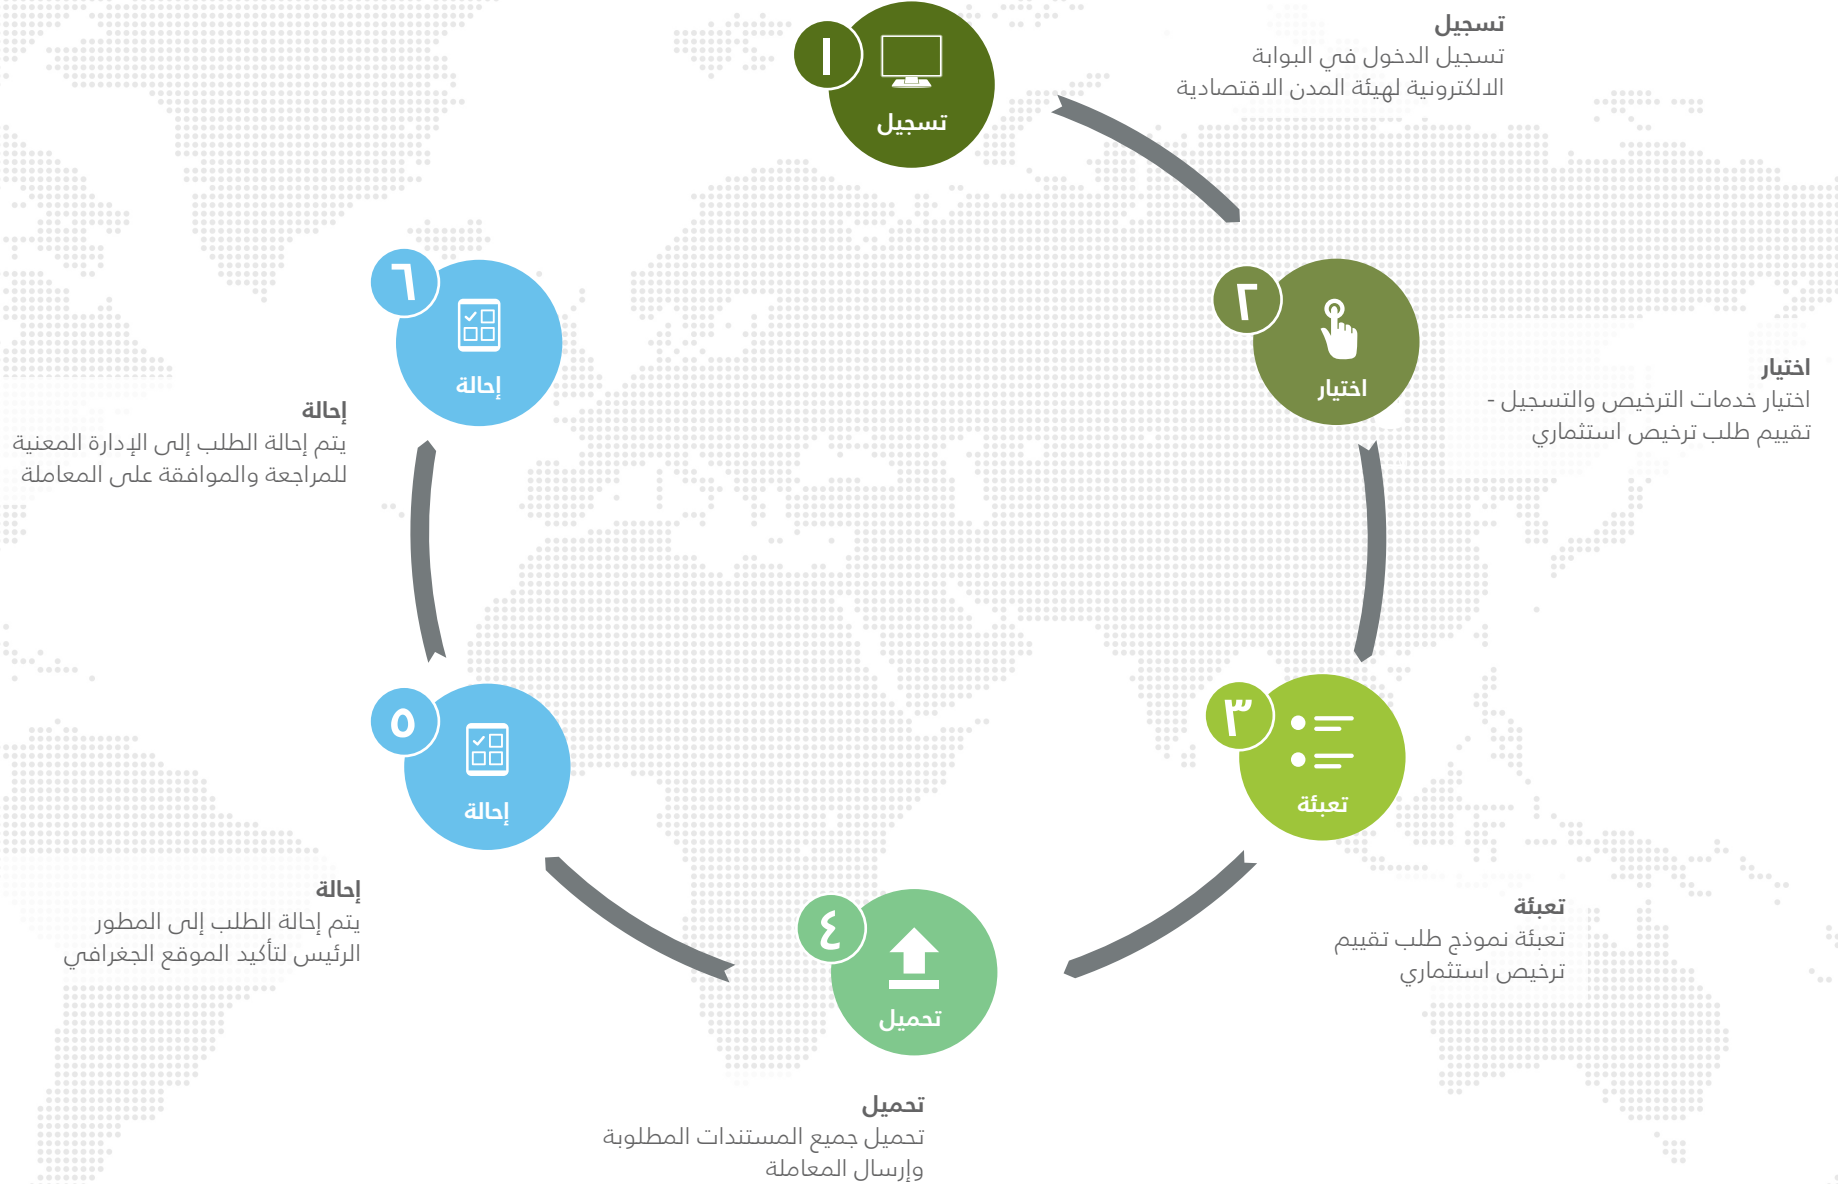 ١
تسجيل
تسجيل
تسجيل الدخول في البوابة
الالكترونية لهيئة المدن الاقتصادية
٢
اختيار
اختيار
اختيار خدمات الترخيص والتسجيل -
تقييم طلب ترخيص استثماري
٣
تعبئة
تعبئة
تعبئة نموذج طلب تقييم
ترخيص استثماري
٤
تحميل
تحميل
تحميل جميع المستندات المطلوبة
وإرسال المعاملة
٥
إحالة
إحالة
يتم إحالة الطلب إلى المطور
الرئيس لتأكيد الموقع الجغرافي
٦
إحالة
إحالة
يتم إحالة الطلب إلى الإدارة المعنية
للمراجعة والموافقة على المعاملة